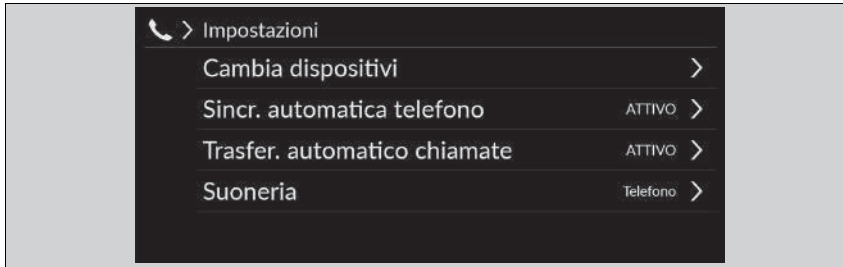 Impostazioni
Cambia dispositivi
Sincr. automatica telefono ATTIVO
Trasfer. automatico chiamate ATTIVO
Suoneria Telefono